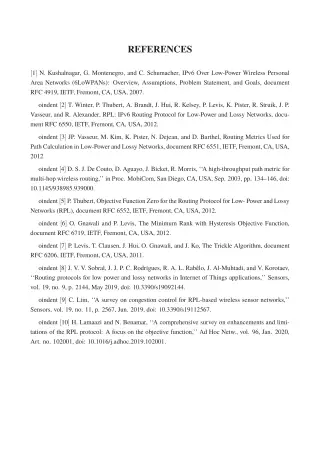 REFERENCES
[1] N. Kushalnagar, G. Montenegro, and C. Schumacher, IPv6 Over Low-Power Wireless Personal
Area Networks (6LoWPANs): Overview, Assumptions, Problem Statement, and Goals, document
RFC 4919, IETF, Fremont, CA, USA, 2007.
oindent [2] T. Winter, P. Thubert, A. Brandt, J. Hui, R. Kelsey, P. Levis, K. Pister, R. Struik, J. P.
Vasseur, and R. Alexander, RPL: IPv6 Routing Protocol for Low-Power and Lossy Networks, docu-
ment RFC 6550, IETF, Fremont, CA, USA, 2012.
oindent [3] JP. Vasseur, M. Kim, K. Pister, N. Dejean, and D. Barthel, Routing Metrics Used for
Path Calculation in Low-Power and Lossy Networks, document RFC 6551, IETF, Fremont, CA, USA,
2012
oindent [4] D. S. J. De Couto, D. Aguayo, J. Bicket, R. Morris, ‘‘A high-throughput path metric for
multi-hop wireless routing,’’ in Proc. MobiCom, San Diego, CA, USA, Sep. 2003, pp. 134–146, doi:
10.1145/938985.939000.
oindent [5] P. Thubert, Objective Function Zero for the Routing Protocol for Low- Power and Lossy
Networks (RPL), document RFC 6552, IETF, Fremont, CA, USA, 2012.
oindent [6] O. Gnawali and P. Levis, The Minimum Rank with Hysteresis Objective Function,
document RFC 6719, IETF, Fremont, CA, USA, 2012.
oindent [7] P. Levis, T. Clausen, J. Hui, O. Gnawali, and J. Ko, The Trickle Algorithm, document
RFC 6206, IETF, Fremont, CA, USA, 2011.
oindent [8] J. V. V. Sobral, J. J. P. C. Rodrigues, R. A. L. Rabêlo, J. Al-Muhtadi, and V. Korotaev,
‘‘Routing protocols for low power and lossy networks in Internet of Things applications,’’ Sensors,
vol. 19, no. 9, p. 2144, May 2019, doi: 10.3390/s19092144.
oindent [9] C. Lim, ‘‘A survey on congestion control for RPL-based wireless sensor networks,’’
Sensors, vol. 19, no. 11, p. 2567, Jun. 2019, doi: 10.3390/s19112567.
oindent [10] H. Lamaazi and N. Benamar, ‘‘A comprehensive survey on enhancements and limi-
tations of the RPL protocol: A focus on the objective function,’’ Ad Hoc Netw., vol. 96, Jan. 2020,
Art. no. 102001, doi: 10.1016/j.adhoc.2019.102001.